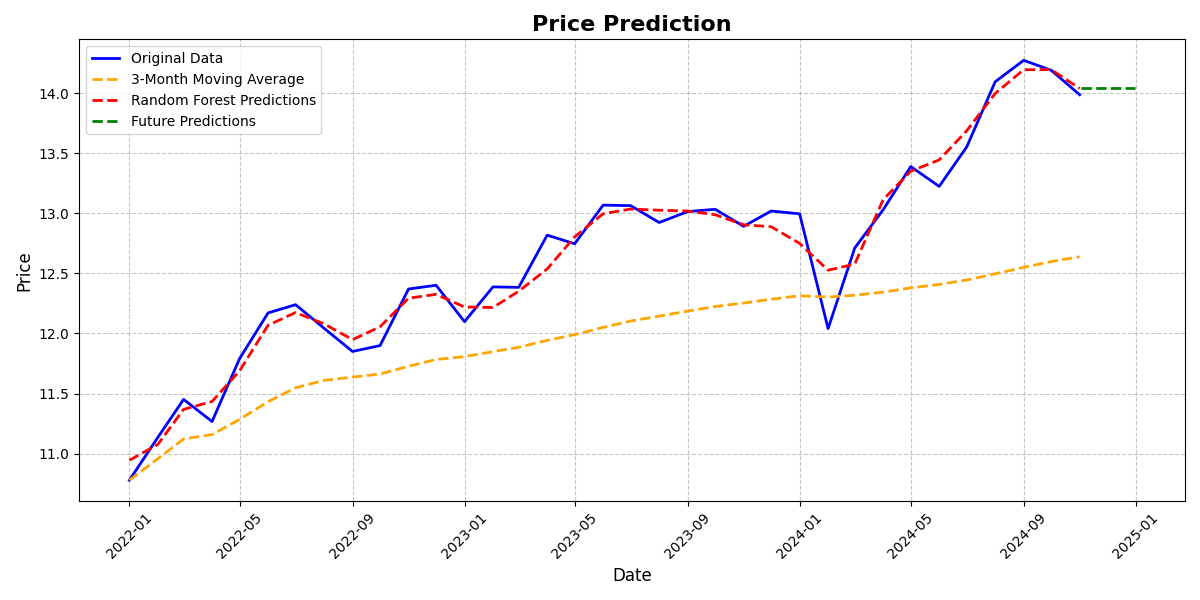 Price Prediction
Original Data
3-Month Moving Average
Random Forest Predictions
Future Predictions
Price
14.0
13.5
13.0
12.5
12.0
11.5
11.0
2022-01
2022-05
2022-09
2023-01
2023-05
2023-09
2024-01
2024-05
2024-09
2025-01
Date